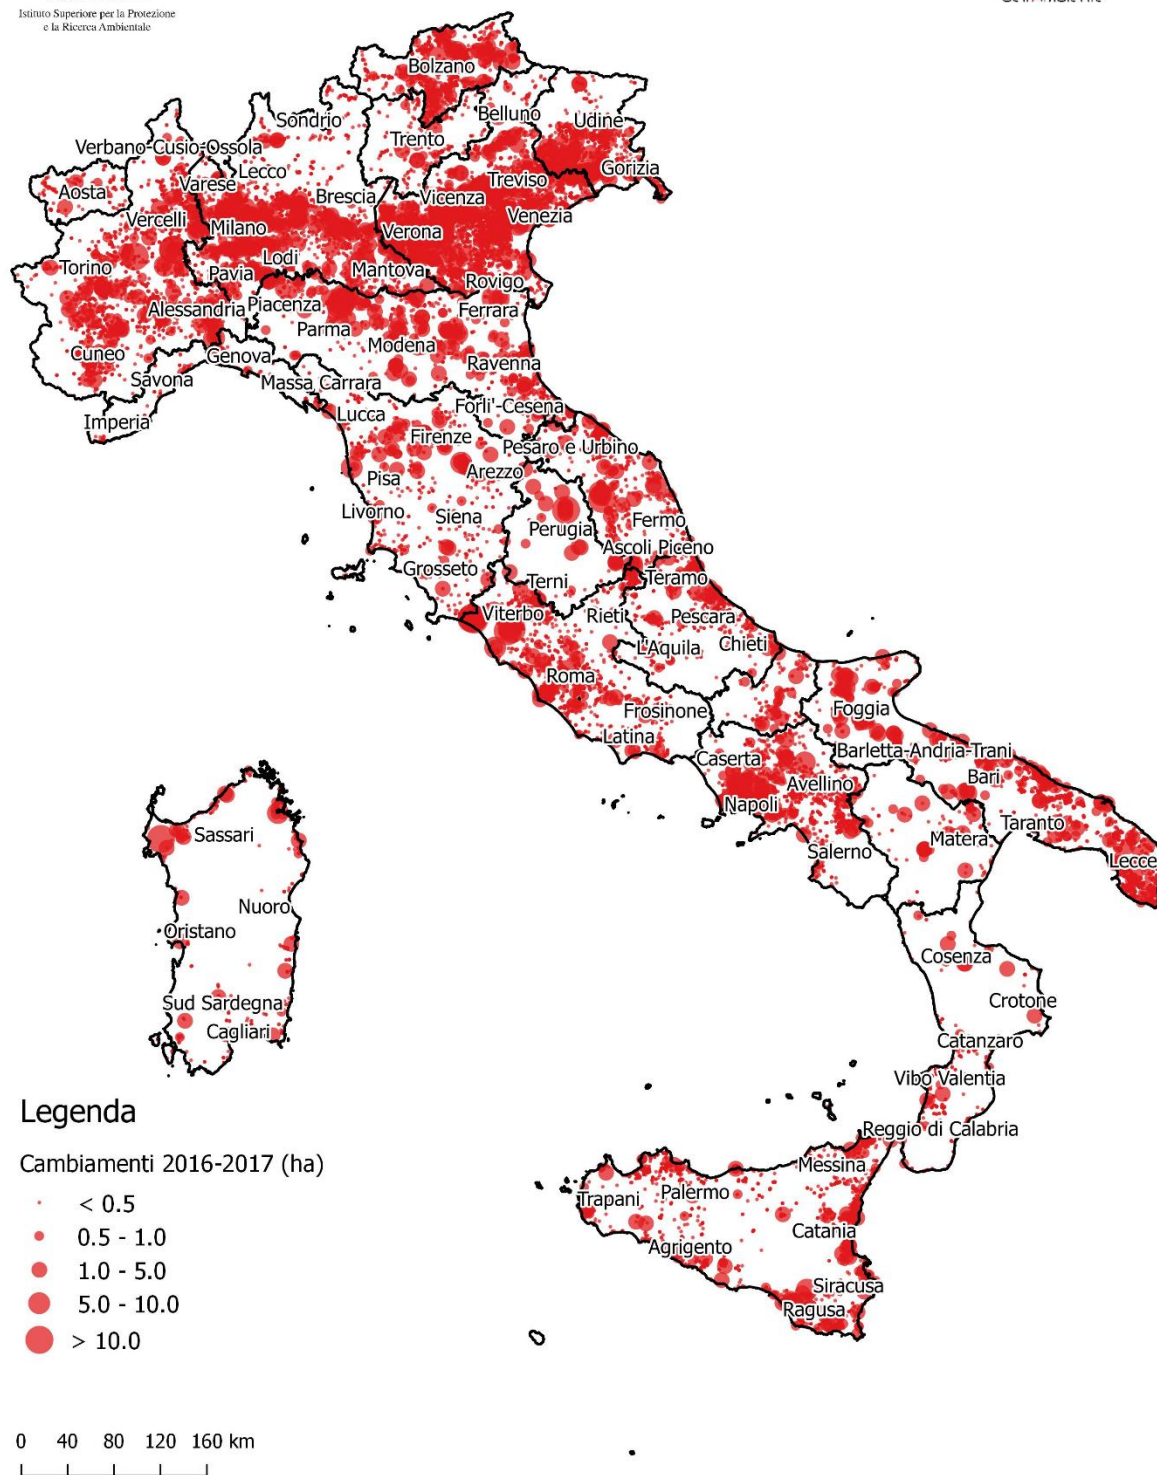 Istituto Superiore per la Protezione
e la Ricerca Ambientale
Bolzano
Sondrio
Belluno
Udine
Trento
Verbano-Cusio-Ossola
Lecco
Gorizia
Aosta
Varese
Treviso
Brescia
Vicenza
Vercelli
Milano
Venezia
Verona
Lodi
Torino
Pavia
Mantova
Rovigo
Alessandria
Piacenza
Ferrara
Parma
Modena
Cuneo
Genova
Ravenna
Savona
Massa Carrara
Forli'-Cesena
Imperia
Lucca
Firenze
Pesaro e Urbino
Pisa
Arezzo
Livorno
Siena
Perugia
Fermo
Ascoli Piceno
Grosseto
Terni
Teramo
Viterbo
Rieti
Pescara
L'Aquila
Chieti
Roma
Frosinone
Foggia
Latina
Caserta
Barletta-Andria-Trani
Avellino
Bari
Napoli
Taranto
Sassari
Matera
Salerno
Lecce
Nuoro
Oristano
Cosenza
Sud Sardegna
Crotone
Cagliari
Catanzaro
Vibo Valentia
Reggio di Calabria
Messina
Trapani
Palermo
Catania
Agrigento
Siracusa
Ragusa
Legenda
Cambiamenti 2016-2017 (ha)
< 0.5
0.5 - 1.0
1.0 - 5.0
5.0 - 10.0
> 10.0
0 40 80 120 160 km